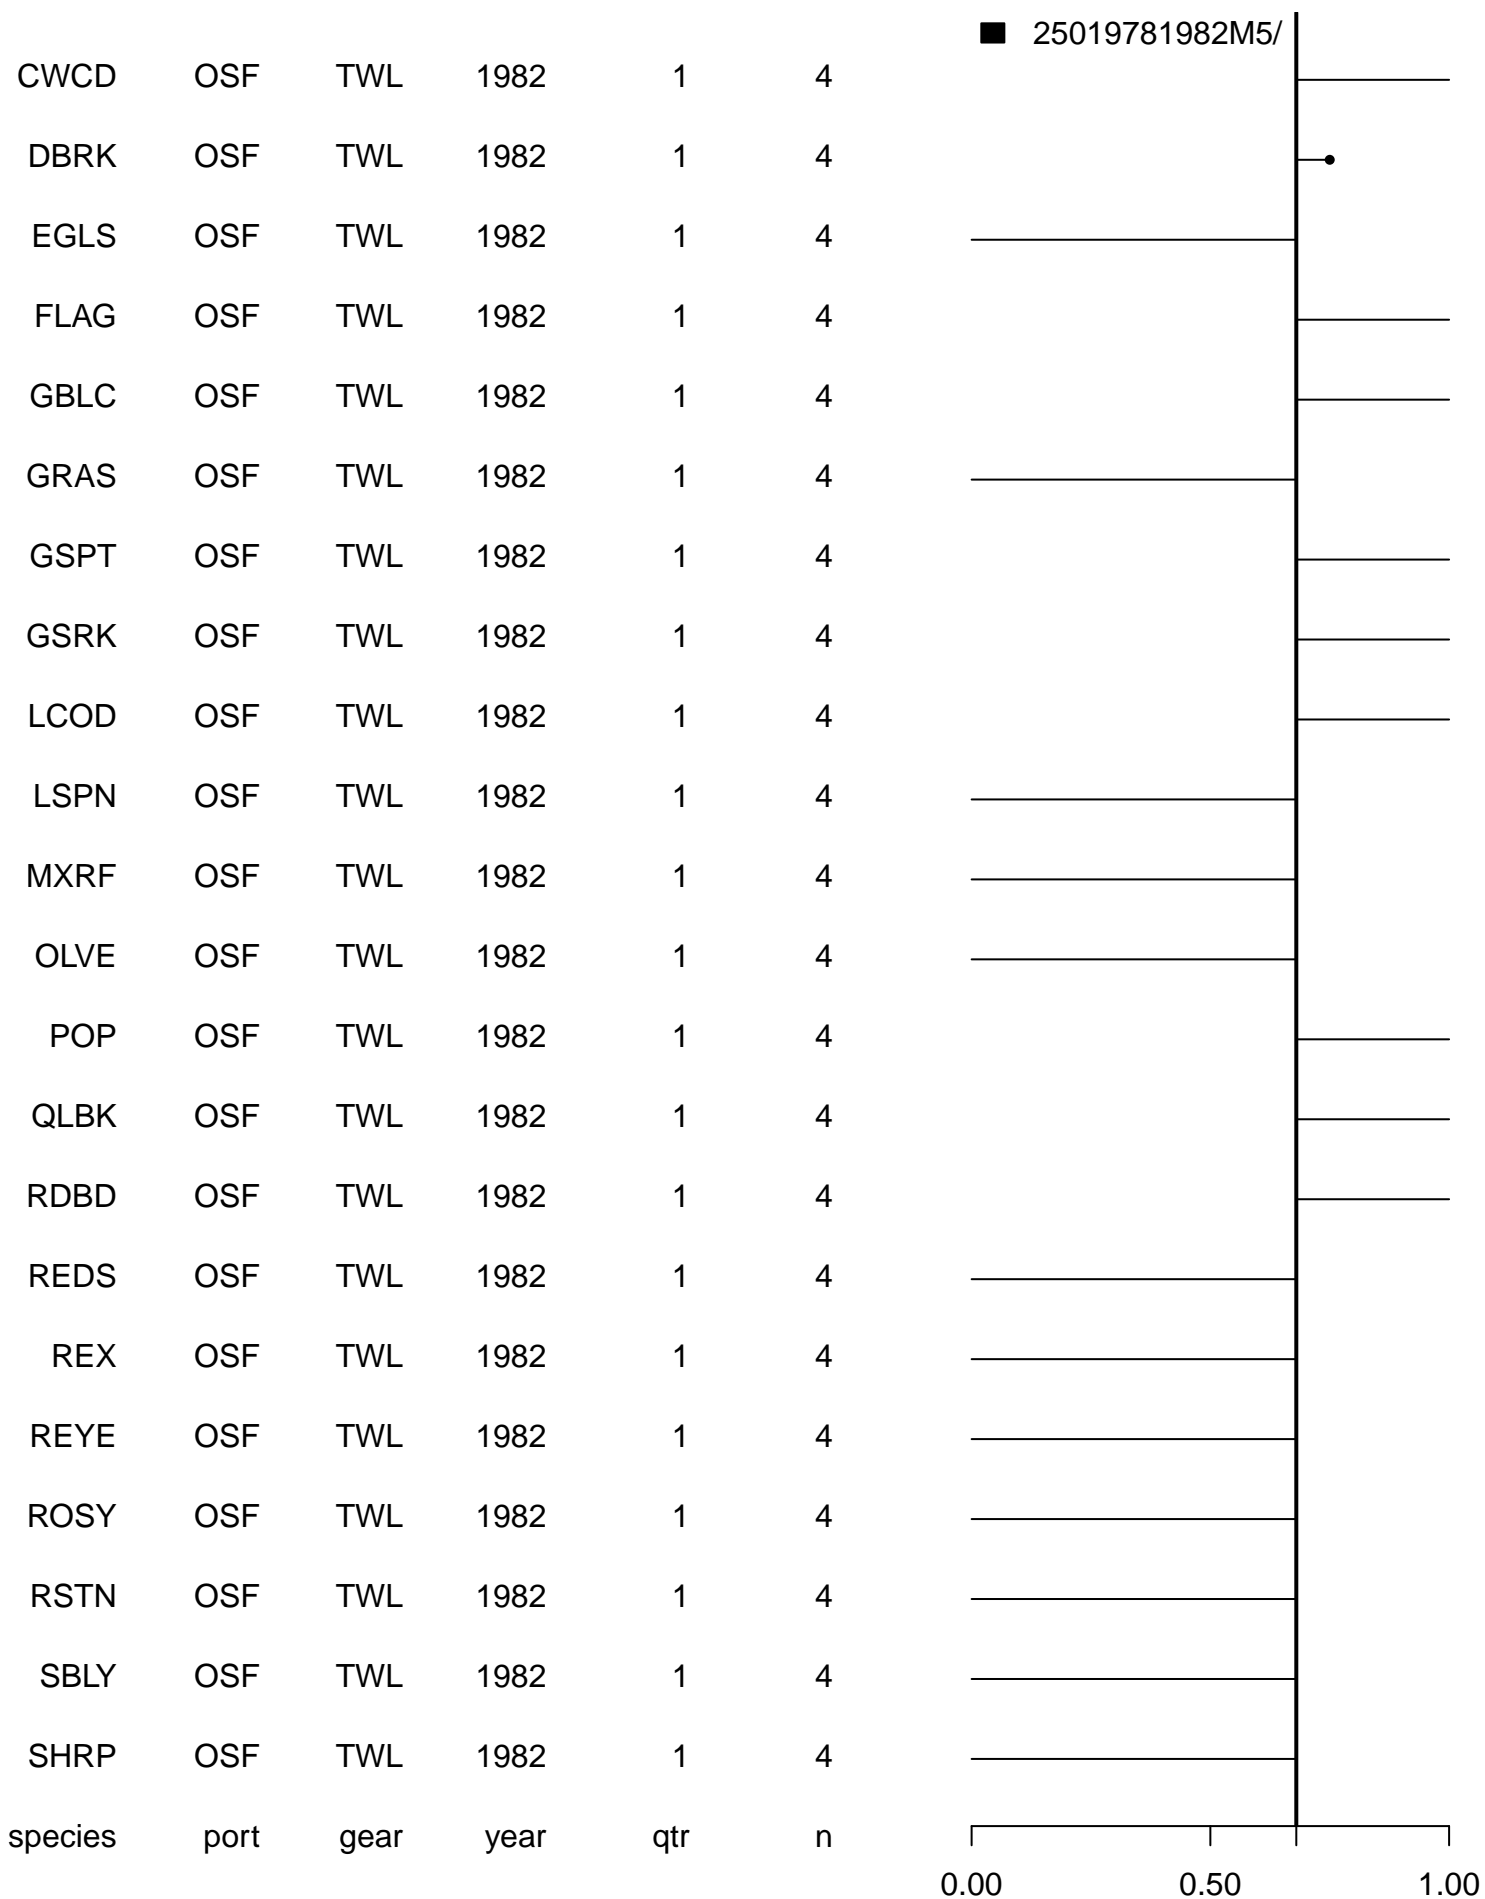 25019781982M5/
CWCD OSF TWL 1982 1 4
DBRK OSF TWL 1982 1 4
EGLS OSF TWL 1982 1 4
FLAG OSF TWL 1982 1 4
GBLC OSF TWL 1982 1 4
GRAS OSF TWL 1982 1 4
GSPT OSF TWL 1982 1 4
GSRK OSF TWL 1982 1 4
LCOD OSF TWL 1982 1 4
LSPN OSF TWL 1982 1 4
MXRF OSF TWL 1982 1 4
OLVE OSF TWL 1982 1 4
POP OSF TWL 1982 1 4
QLBK OSF TWL 1982 1 4
RDBD OSF TWL 1982 1 4
REDS OSF TWL 1982 1 4
REX OSF TWL 1982 1 4
REYE OSF TWL 1982 1 4
ROSY OSF TWL 1982 1 4
RSTN OSF TWL 1982 1 4
SBLY OSF TWL 1982 1 4
SHRP OSF TWL 1982 1 4
species port gear year qtr n
0.00 0.50 1.00